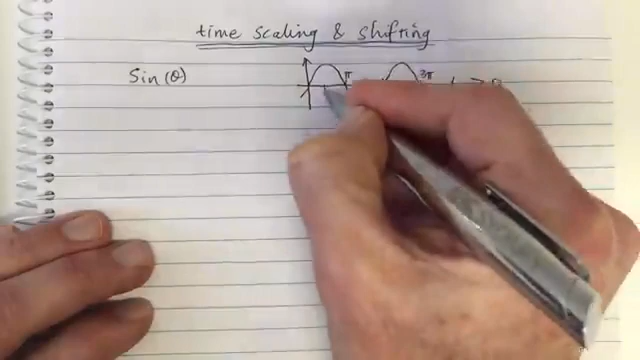 time scaling & shifting
Sin(θ)
π 3π